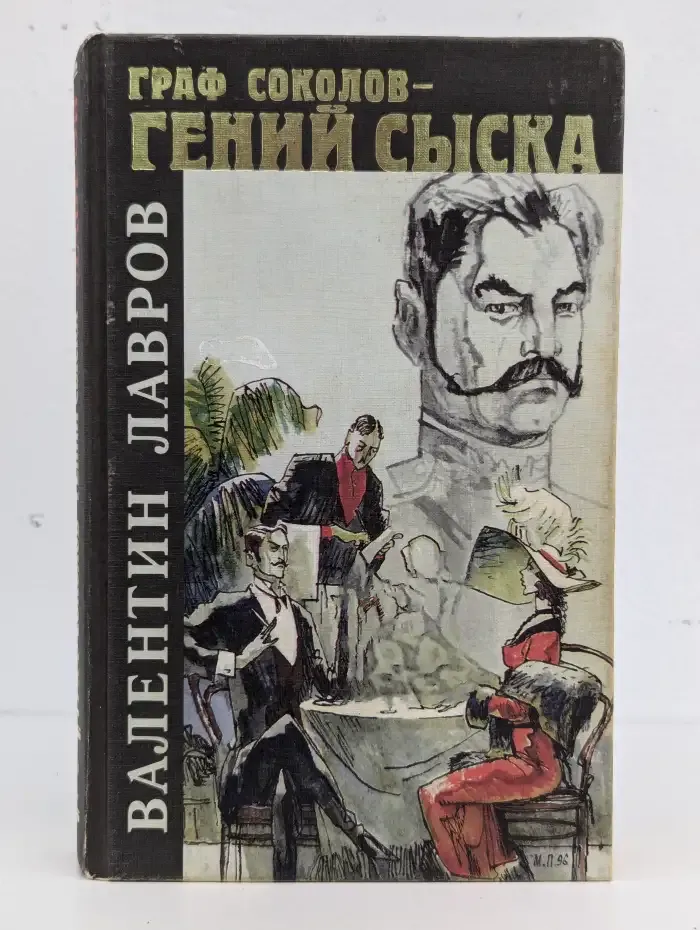 ГРАФ СОКОЛОВ–
ГЕНИЙ СЫСКА
ВАЛЕНТИН ЛАВРОВ
М.П.96